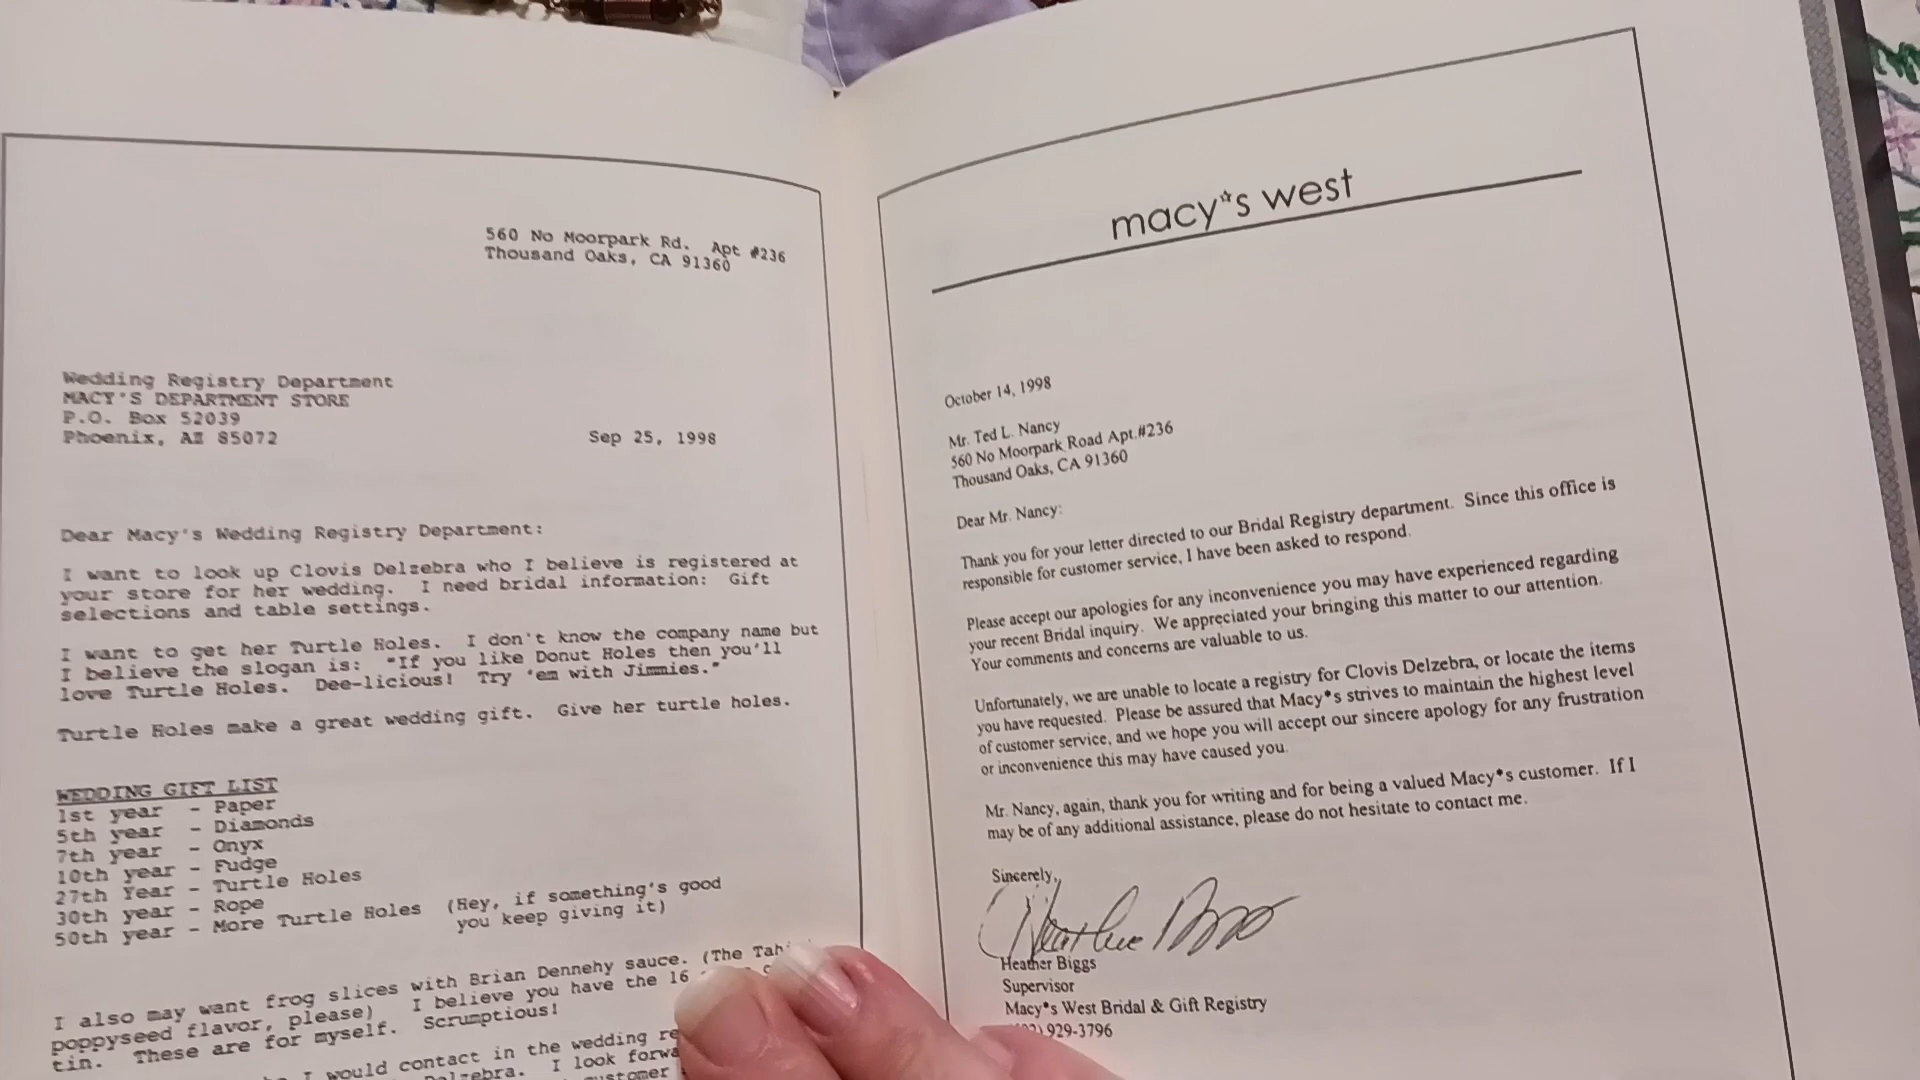 560 No Moorpark Rd. Apt #236
Thousand Oaks, CA 91360
Wedding Registry Department
MACY'S DEPARTMENT STORE
P.O. Box 52039
Phoenix, AZ 85072
Sep 25, 1998
Dear Macy's Wedding Registry Department:
I want to look up Clovis Delzebra who I believe is registered at
your store for her wedding. I need bridal information: Gift
selections and table settings.
I want to get her Turtle Holes. I don't know the company name but
I believe the slogan is: "If you like Donut Holes then you'll
love Turtle Holes. Dee-licious! Try 'em with Jimmies."
Turtle Holes make a great wedding gift. Give her turtle holes.
WEDDING GIFT LIST
1st year - Paper
5th year - Diamonds
7th year - Onyx
10th year - Fudge
27th Year - Turtle Holes
30th year - Rope
50th year - More Turtle Holes (Hey, if something's good
you keep giving it)
I also may want frog slices with Brian Dennehy sauce. (The
poppyseed flavor, please) I believe you have the 16
tin. These are for myself. Scrumptious!
I would contact in the wedding
I look
customer
macy*s west
October 14, 1998
Mr. Ted L. Nancy
560 No Moorpark Road Apt.#236
Thousand Oaks, CA 91360
Dear Mr. Nancy:
Thank you for your letter directed to our Bridal Registry department. Since this office is
responsible for customer service, I have been asked to respond.
Please accept our apologies for any inconvenience you may have experienced regarding
your recent Bridal inquiry. We appreciated your bringing this matter to our attention.
Your comments and concerns are valuable to us.
Unfortunately, we are unable to locate a registry for Clovis Delzebra, or locate the items
you have requested. Please be assured that Macy*s strives to maintain the highest level
of customer service, and we hope you will accept our sincere apology for any frustration
or inconvenience this may have caused you.
Mr. Nancy, again, thank you for writing and for being a valued Macy*s customer. If I
may be of any additional assistance, please do not hesitate to contact me.
Sincerely,
Heather Biggs
Heather Biggs
Supervisor
Macy*s West Bridal & Gift Registry
929-3796